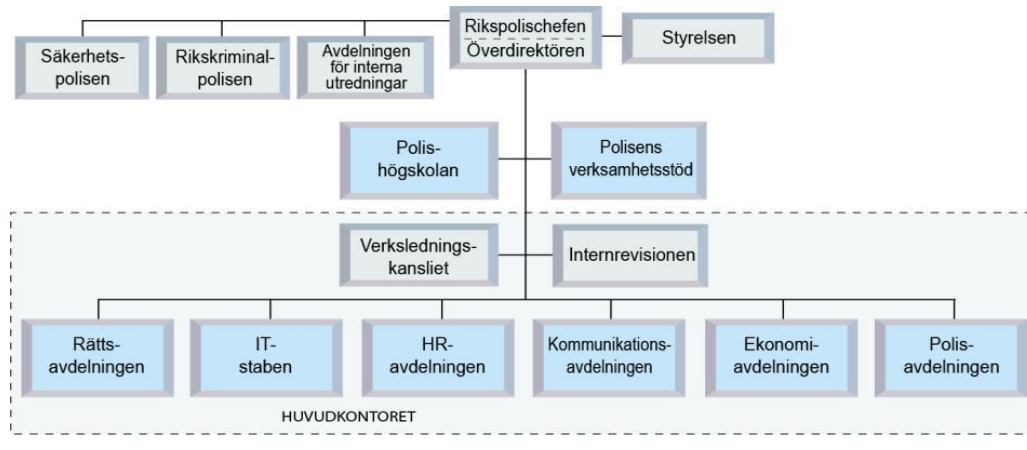 Rikspolischefen
Överdirektören
Styrelsen
Säkerhets-
polisen
Rikskriminal-
polisen
Avdelningen
för interna
utredningar
Polis-
högskolan
Polisens
verksamhetsstöd
Verkslednings-
kansliet
Internrevisionen
Rätts-
avdelningen
IT-
staben
HR-
avdelningen
Kommunikations-
avdelningen
Ekonomi-
avdelningen
Polis-
avdelningen
HUVUDKONTORET